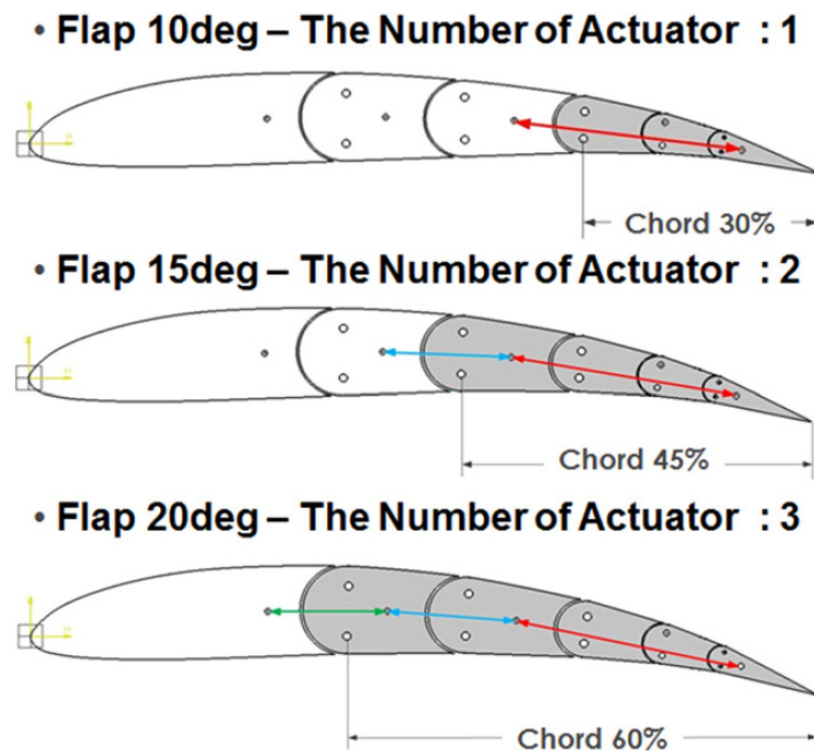 • Flap 10deg – The Number of Actuator : 1
Chord 30%
• Flap 15deg – The Number of Actuator : 2
Chord 45%
• Flap 20deg – The Number of Actuator : 3
Chord 60%